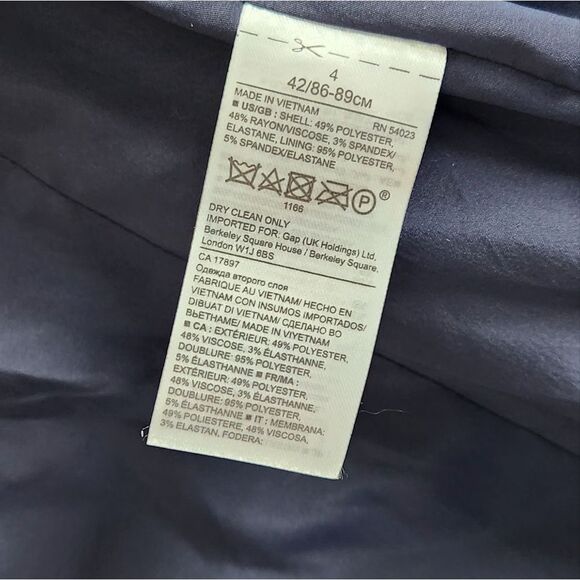 4
42/86-89CM
MADE IN VIETNAM RN 54023
■ US/GB : SHELL: 49% POLYESTER,
48% RAYON/VISCOSE, 3% SPANDEX/
ELASTANE, LINING: 95% POLYESTER,
5% SPANDEX/ELASTANE
P ®
1166
DRY CLEAN ONLY
IMPORTED FOR: Gap (UK Holdings) Ltd,
Berkeley Square House / Berkeley Square,
London W1J 6BS
CA 17897
Одежда второго слоя
FABRIQUE AU VIETNAM/ HECHO EN
VIETNAM CON INSUMOS IMPORTADOS/
DIBUAT DI VIETNAM/ СДЕЛАНО ВО
ВЬЕТНАМЕ/ MADE IN VIYETNAM
■ CA : EXTÉRIEUR: 49% POLYESTER,
48% VISCOSE, 3% ÉLASTHANNE,
DOUBLURE: 95% POLYESTER,
5% ÉLASTHANNE ■ FR/MA :
EXTÉRIEUR: 49% POLYESTER,
48% VISCOSE, 3% ÉLASTHANNE,
DOUBLURE: 95% POLYESTER,
5% ÉLASTHANNE ■ IT : MEMBRANA:
49% POLIESTERE, 48% VISCOSA,
3% ELASTAN, FODERA: